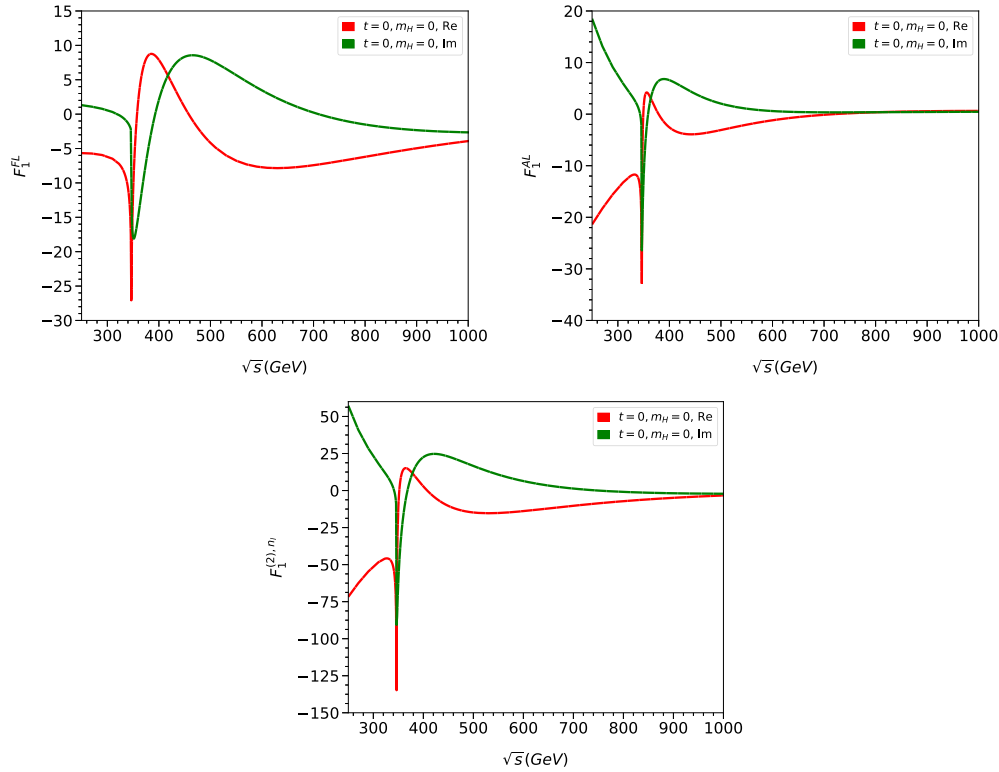 t=0, m_H=0, Re
t=0, m_H=0, Im
15
10
5
0
−5
−10
−15
−20
−25
−30
F_1^{FL}
300 400 500 600 700 800 900 1000
√s(GeV)
t=0, m_H=0, Re
t=0, m_H=0, Im
20
10
0
−10
−20
−30
−40
F_1^{AL}
300 400 500 600 700 800 900 1000
√s(GeV)
t=0, m_H=0, Re
t=0, m_H=0, Im
50
25
0
−25
−50
−75
−100
−125
−150
F_1^{(2), n_l}
300 400 500 600 700 800 900 1000
√s(GeV)